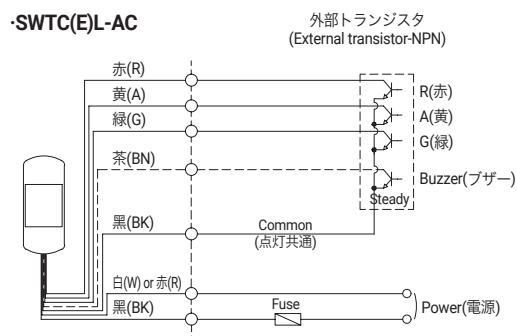 ·SWTC(E)L-AC
外部トランジスタ
(External transistor-NPN)
赤(R)
黄(A)
緑(G)
茶(BN)
黒(BK)
白(W) or 赤(R)
黒(BK)
R(赤)
A(黄)
G(緑)
Buzzer(ブザー)
Steady
Common
(点灯共通)
Fuse
Power(電源)